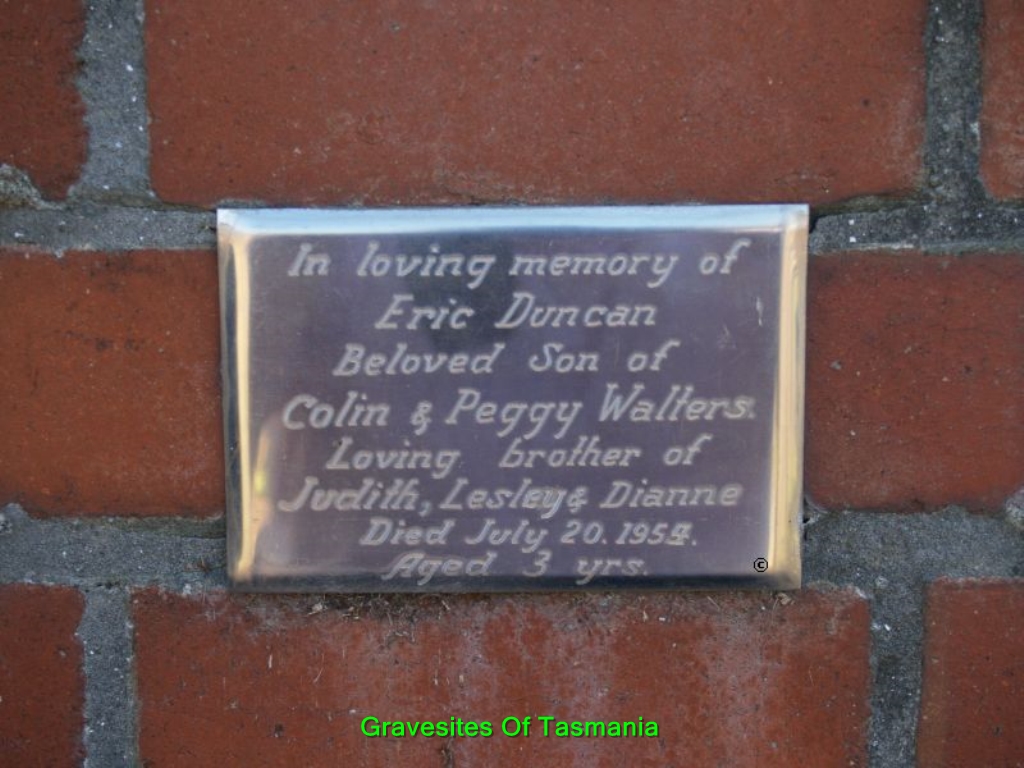 In loving memory of
Eric Duncan
Beloved Son of
Colin & Peggy Walters.
Loving brother of
Judith, Lesley & Dianne
Died July 20. 1954.
Aged 3 yrs.
©
Gravesites Of Tasmania